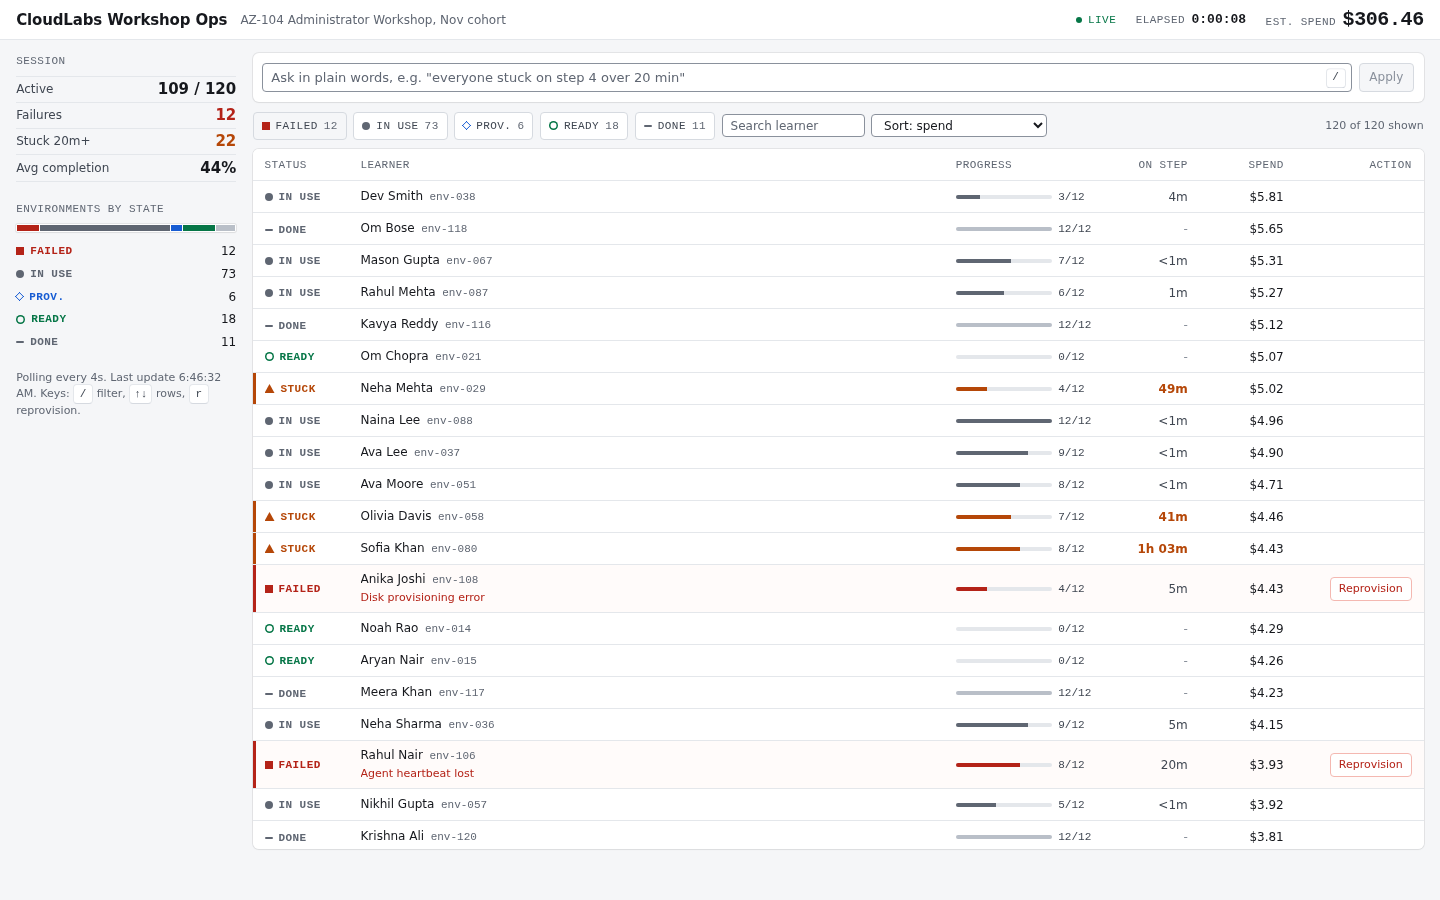 CloudLabs Workshop Ops AZ-104 Administrator Workshop, Nov cohort LIVE ELAPSED 0:00:08 EST. SPEND $306.46
SESSION
Active 109 / 120
Failures 12
Stuck 20m+ 22
Avg completion 44%
ENVIRONMENTS BY STATE
FAILED 12
IN USE 73
PROV. 6
READY 18
DONE 11
Polling every 4s. Last update 6:46:32
AM. Keys: / filter, ↑↓ rows, r
reprovision.
Ask in plain words, e.g. "everyone stuck on step 4 over 20 min" / Apply
FAILED 12 IN USE 73 PROV. 6 READY 18 DONE 11 Search learner Sort: spend 120 of 120 shown
STATUS LEARNER PROGRESS ON STEP SPEND ACTION
IN USE Dev Smith env-038 3/12 4m $5.81
DONE Om Bose env-118 12/12 - $5.65
IN USE Mason Gupta env-067 7/12 <1m $5.31
IN USE Rahul Mehta env-087 6/12 1m $5.27
DONE Kavya Reddy env-116 12/12 - $5.12
READY Om Chopra env-021 0/12 - $5.07
STUCK Neha Mehta env-029 4/12 49m $5.02
IN USE Naina Lee env-088 12/12 <1m $4.96
IN USE Ava Lee env-037 9/12 <1m $4.90
IN USE Ava Moore env-051 8/12 <1m $4.71
STUCK Olivia Davis env-058 7/12 41m $4.46
STUCK Sofia Khan env-080 8/12 1h 03m $4.43
FAILED Anika Joshi env-108 4/12 5m $4.43 Reprovision
Disk provisioning error
READY Noah Rao env-014 0/12 - $4.29
READY Aryan Nair env-015 0/12 - $4.26
DONE Meera Khan env-117 12/12 - $4.23
IN USE Neha Sharma env-036 9/12 5m $4.15
FAILED Rahul Nair env-106 8/12 20m $3.93 Reprovision
Agent heartbeat lost
IN USE Nikhil Gupta env-057 5/12 <1m $3.92
DONE Krishna Ali env-120 12/12 - $3.81